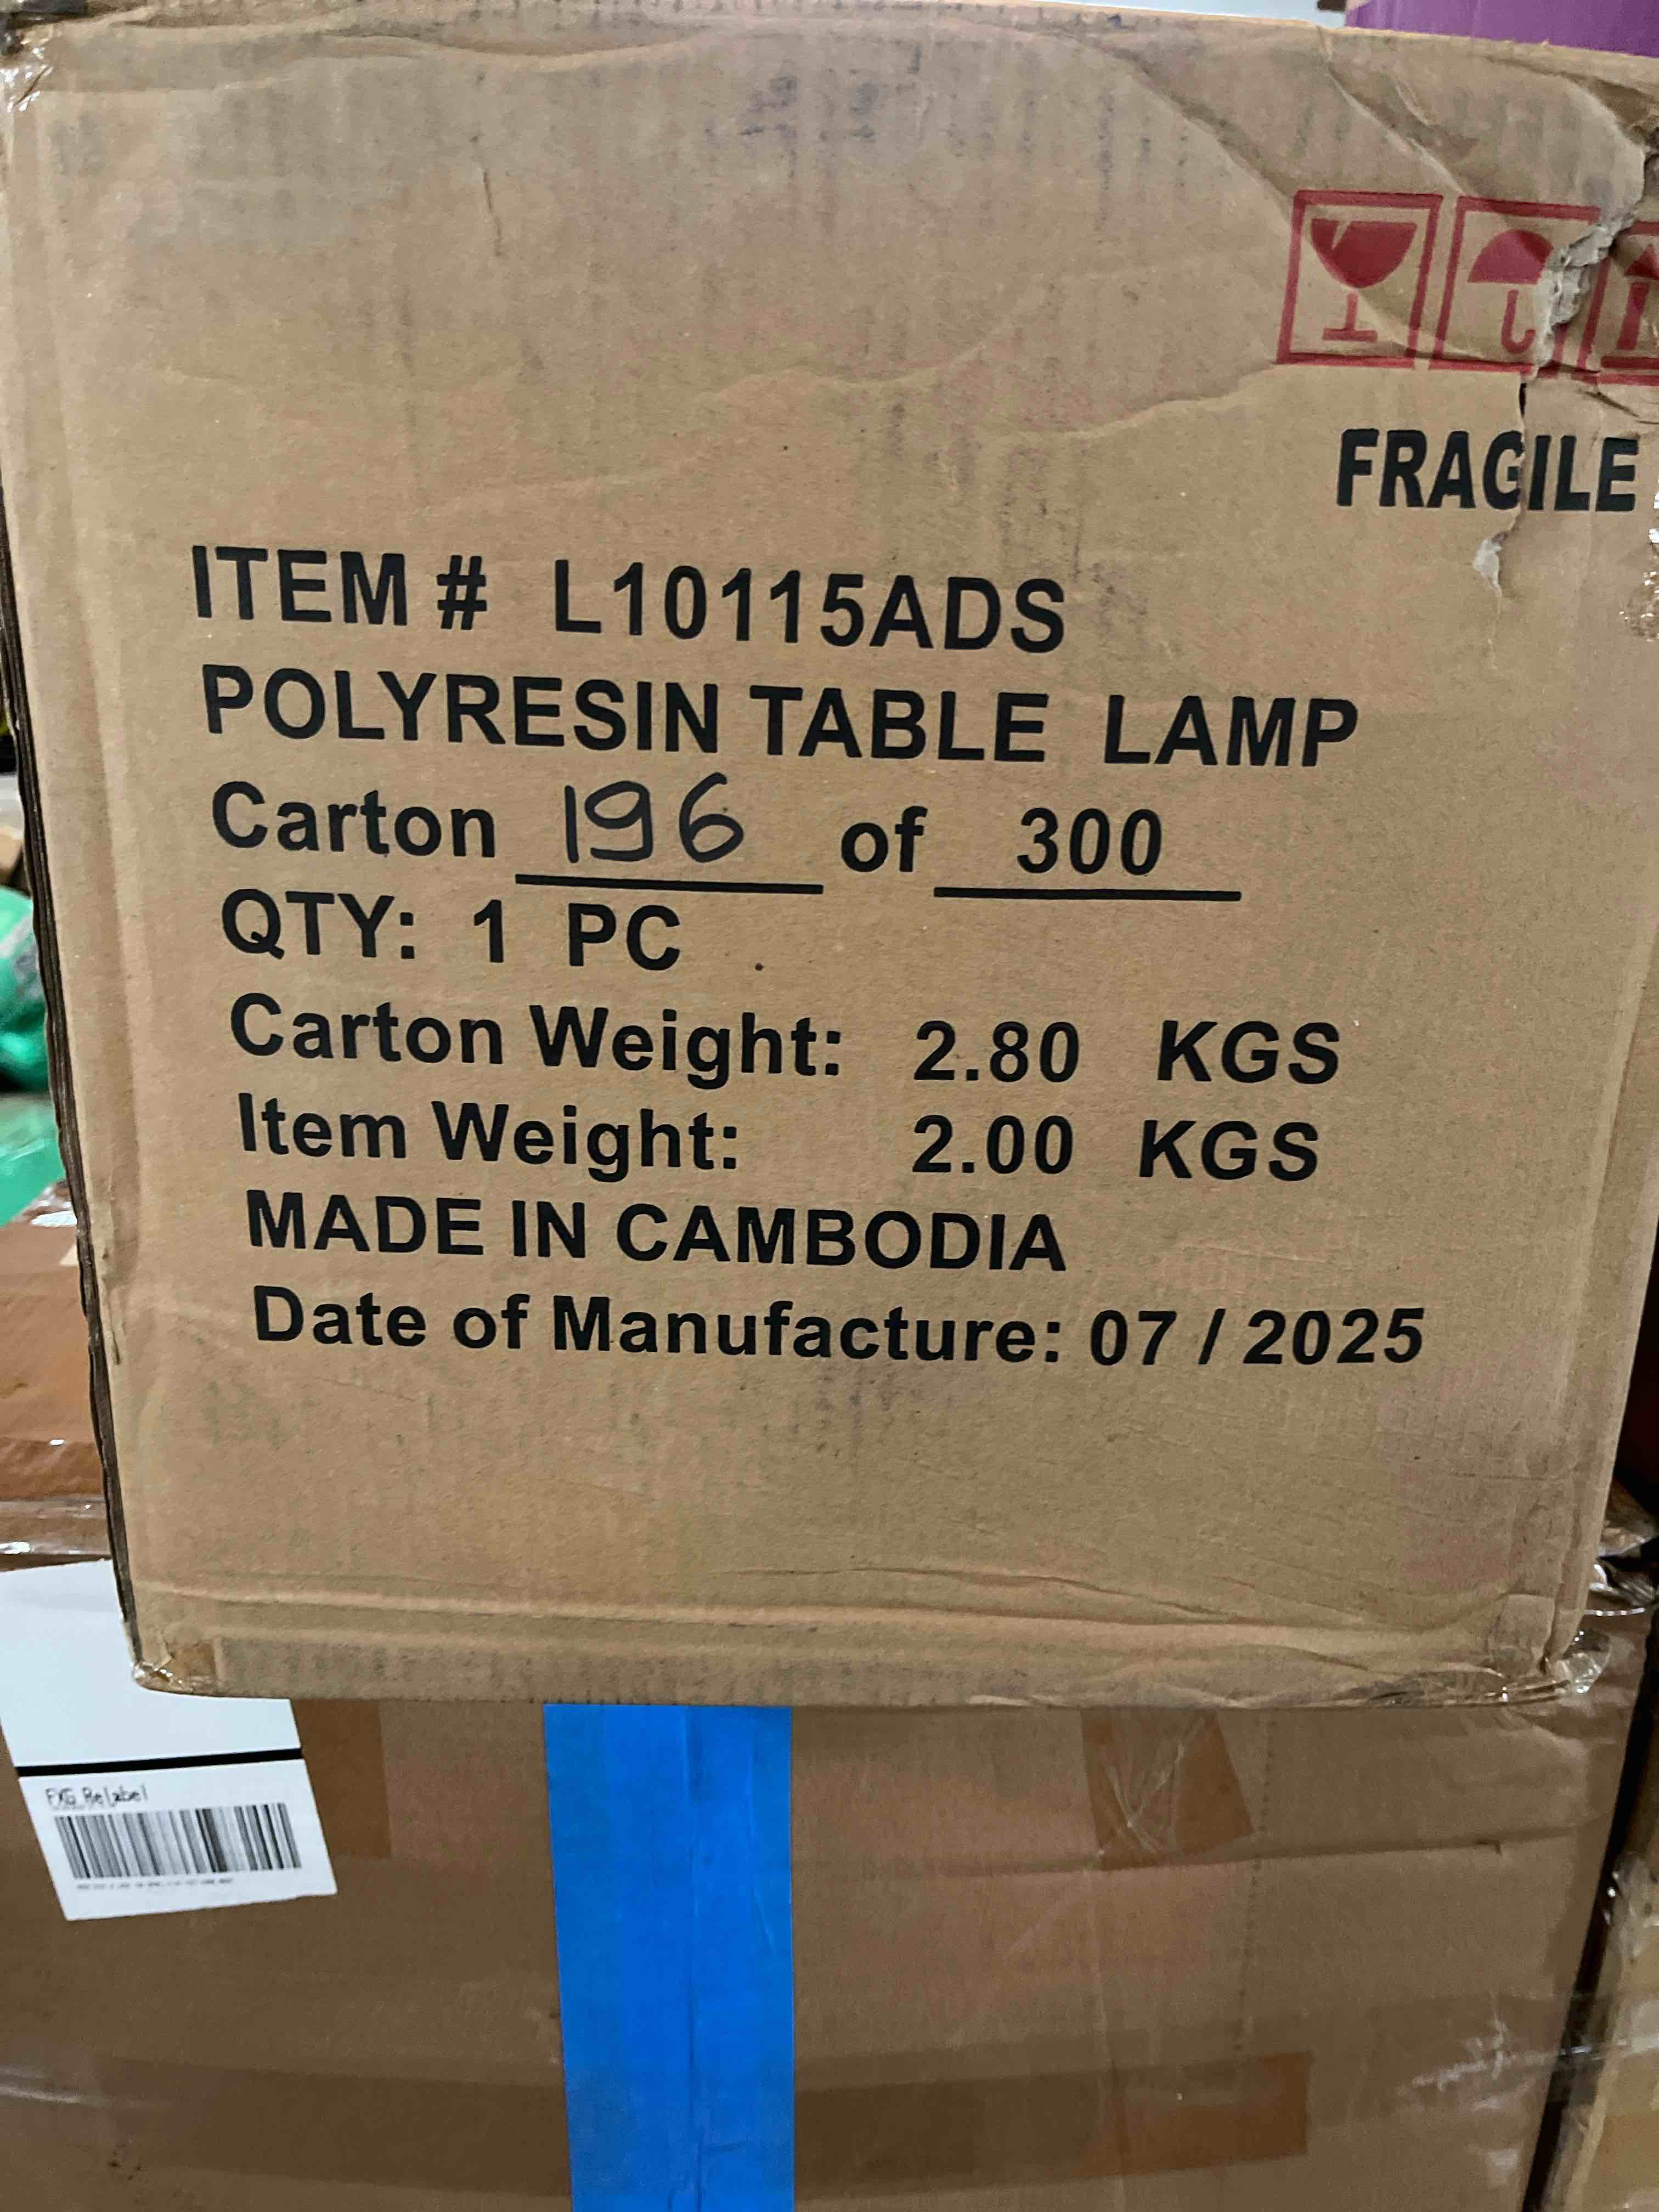 FRAGILE
ITEM # L10115ADS
POLYRESIN TABLE LAMP
Carton 196 of 300
QTY: 1 PC
Carton Weight: 2.80 KGS
Item Weight: 2.00 KGS
MADE IN CAMBODIA
Date of Manufacture: 07 / 2025
FXG Relabel